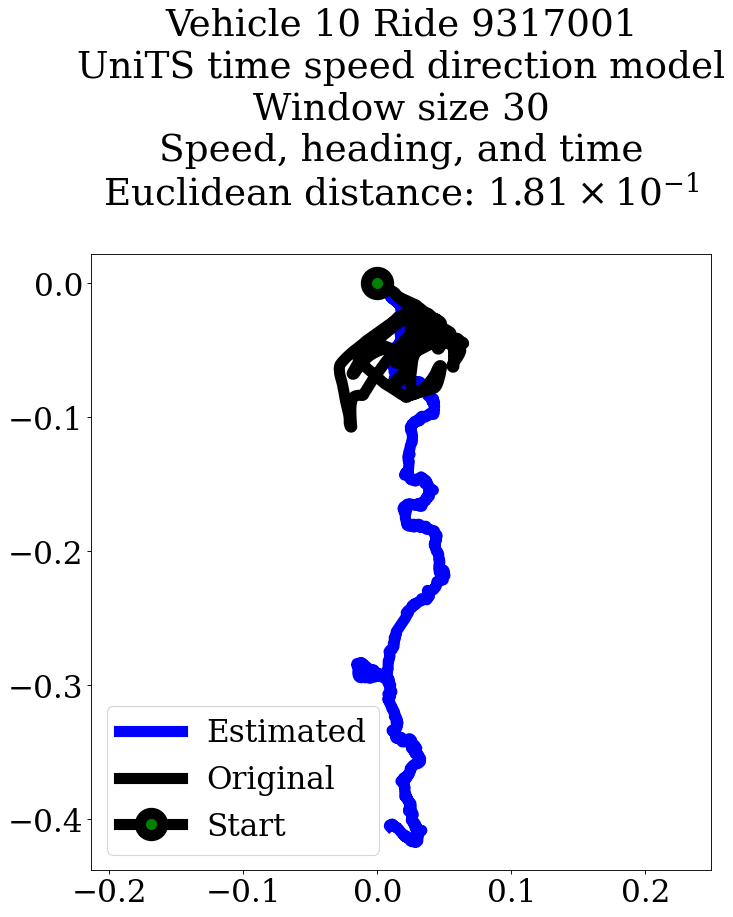 Vehicle 10 Ride 9317001
UniTS time speed direction model
Window size 30
Speed, heading, and time
Euclidean distance: 1.81 × 10⁻¹
0.0
−0.1
−0.2
−0.3
−0.4
Estimated
Original
Start
−0.2 −0.1 0.0 0.1 0.2